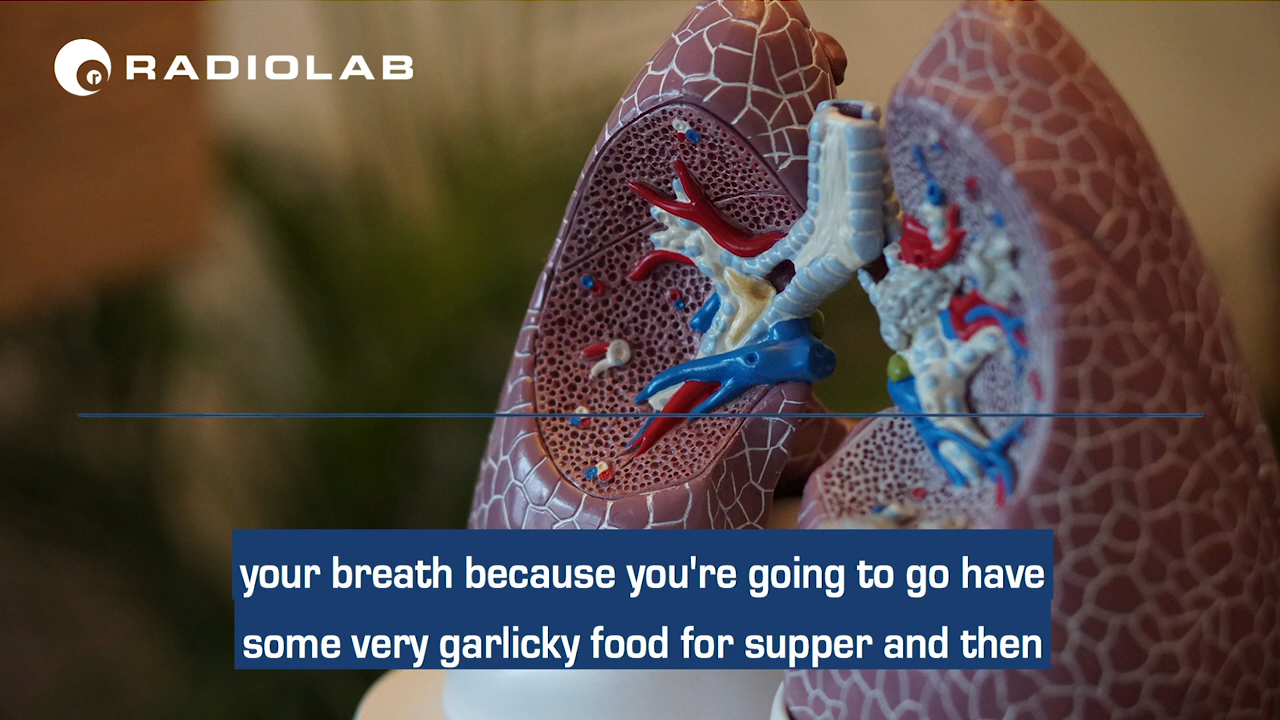 RADIOLAB
your breath because you're going to go have
some very garlicky food for supper and then